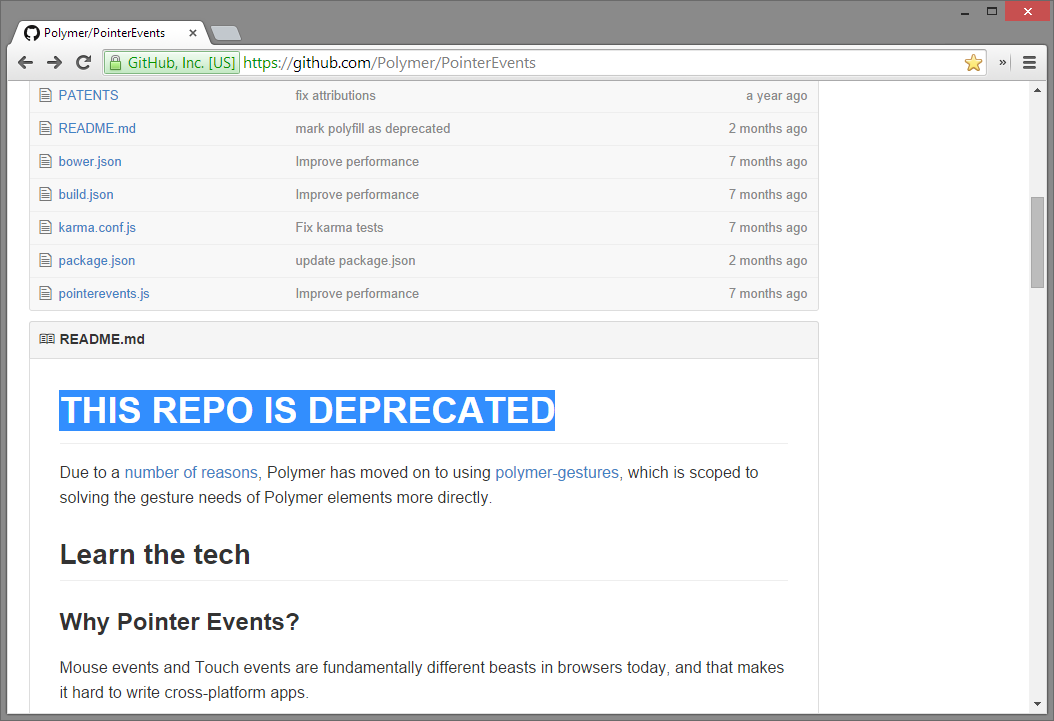 Polymer/PointerEvents
GitHub, Inc. [US] https://github.com/Polymer/PointerEvents
PATENTS fix attributions a year ago
README.md mark polyfill as deprecated 2 months ago
bower.json Improve performance 7 months ago
build.json Improve performance 7 months ago
karma.conf.js Fix karma tests 7 months ago
package.json update package.json 2 months ago
pointerevents.js Improve performance 7 months ago
README.md
THIS REPO IS DEPRECATED
Due to a number of reasons, Polymer has moved on to using polymer-gestures, which is scoped to
solving the gesture needs of Polymer elements more directly.
Learn the tech
Why Pointer Events?
Mouse events and Touch events are fundamentally different beasts in browsers today, and that makes
it hard to write cross-platform apps.